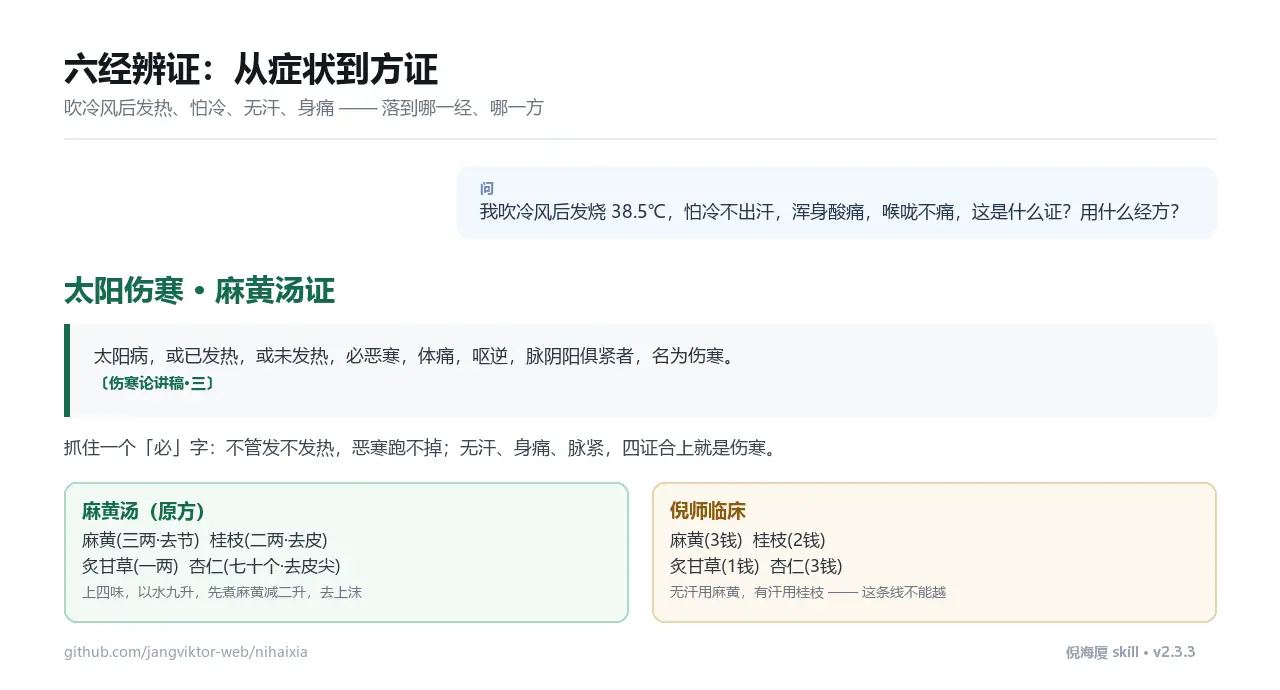 六经辨证：从症状到方证
吹冷风后发热、怕冷、无汗、身痛 —— 落到哪一经、哪一方
问
我吹冷风后发烧 38.5℃，怕冷不出汗，浑身酸痛，喉咙不痛，这是什么证？用什么经方？
太阳伤寒 • 麻黄汤证
太阳病，或已发热，或未发热，必恶寒，体痛，呕逆，脉阴阳俱紧者，名为伤寒。
〔伤寒论讲稿•三〕
抓住一个「必」字：不管发不发热，恶寒跑不掉；无汗、身痛、脉紧，四证合上就是伤寒。
麻黄汤（原方）
麻黄(三两·去节)  桂枝(二两·去皮)
炙甘草(一两)  杏仁(七十个·去皮尖)
上四味，以水九升，先煮麻黄减二升，去上沫
倪师临床
麻黄(3钱)  桂枝(2钱)
炙甘草(1钱)  杏仁(3钱)
无汗用麻黄，有汗用桂枝 —— 这条线不能越
github.com/jangviktor-web/nihaixia
倪海厦 skill • v2.3.3